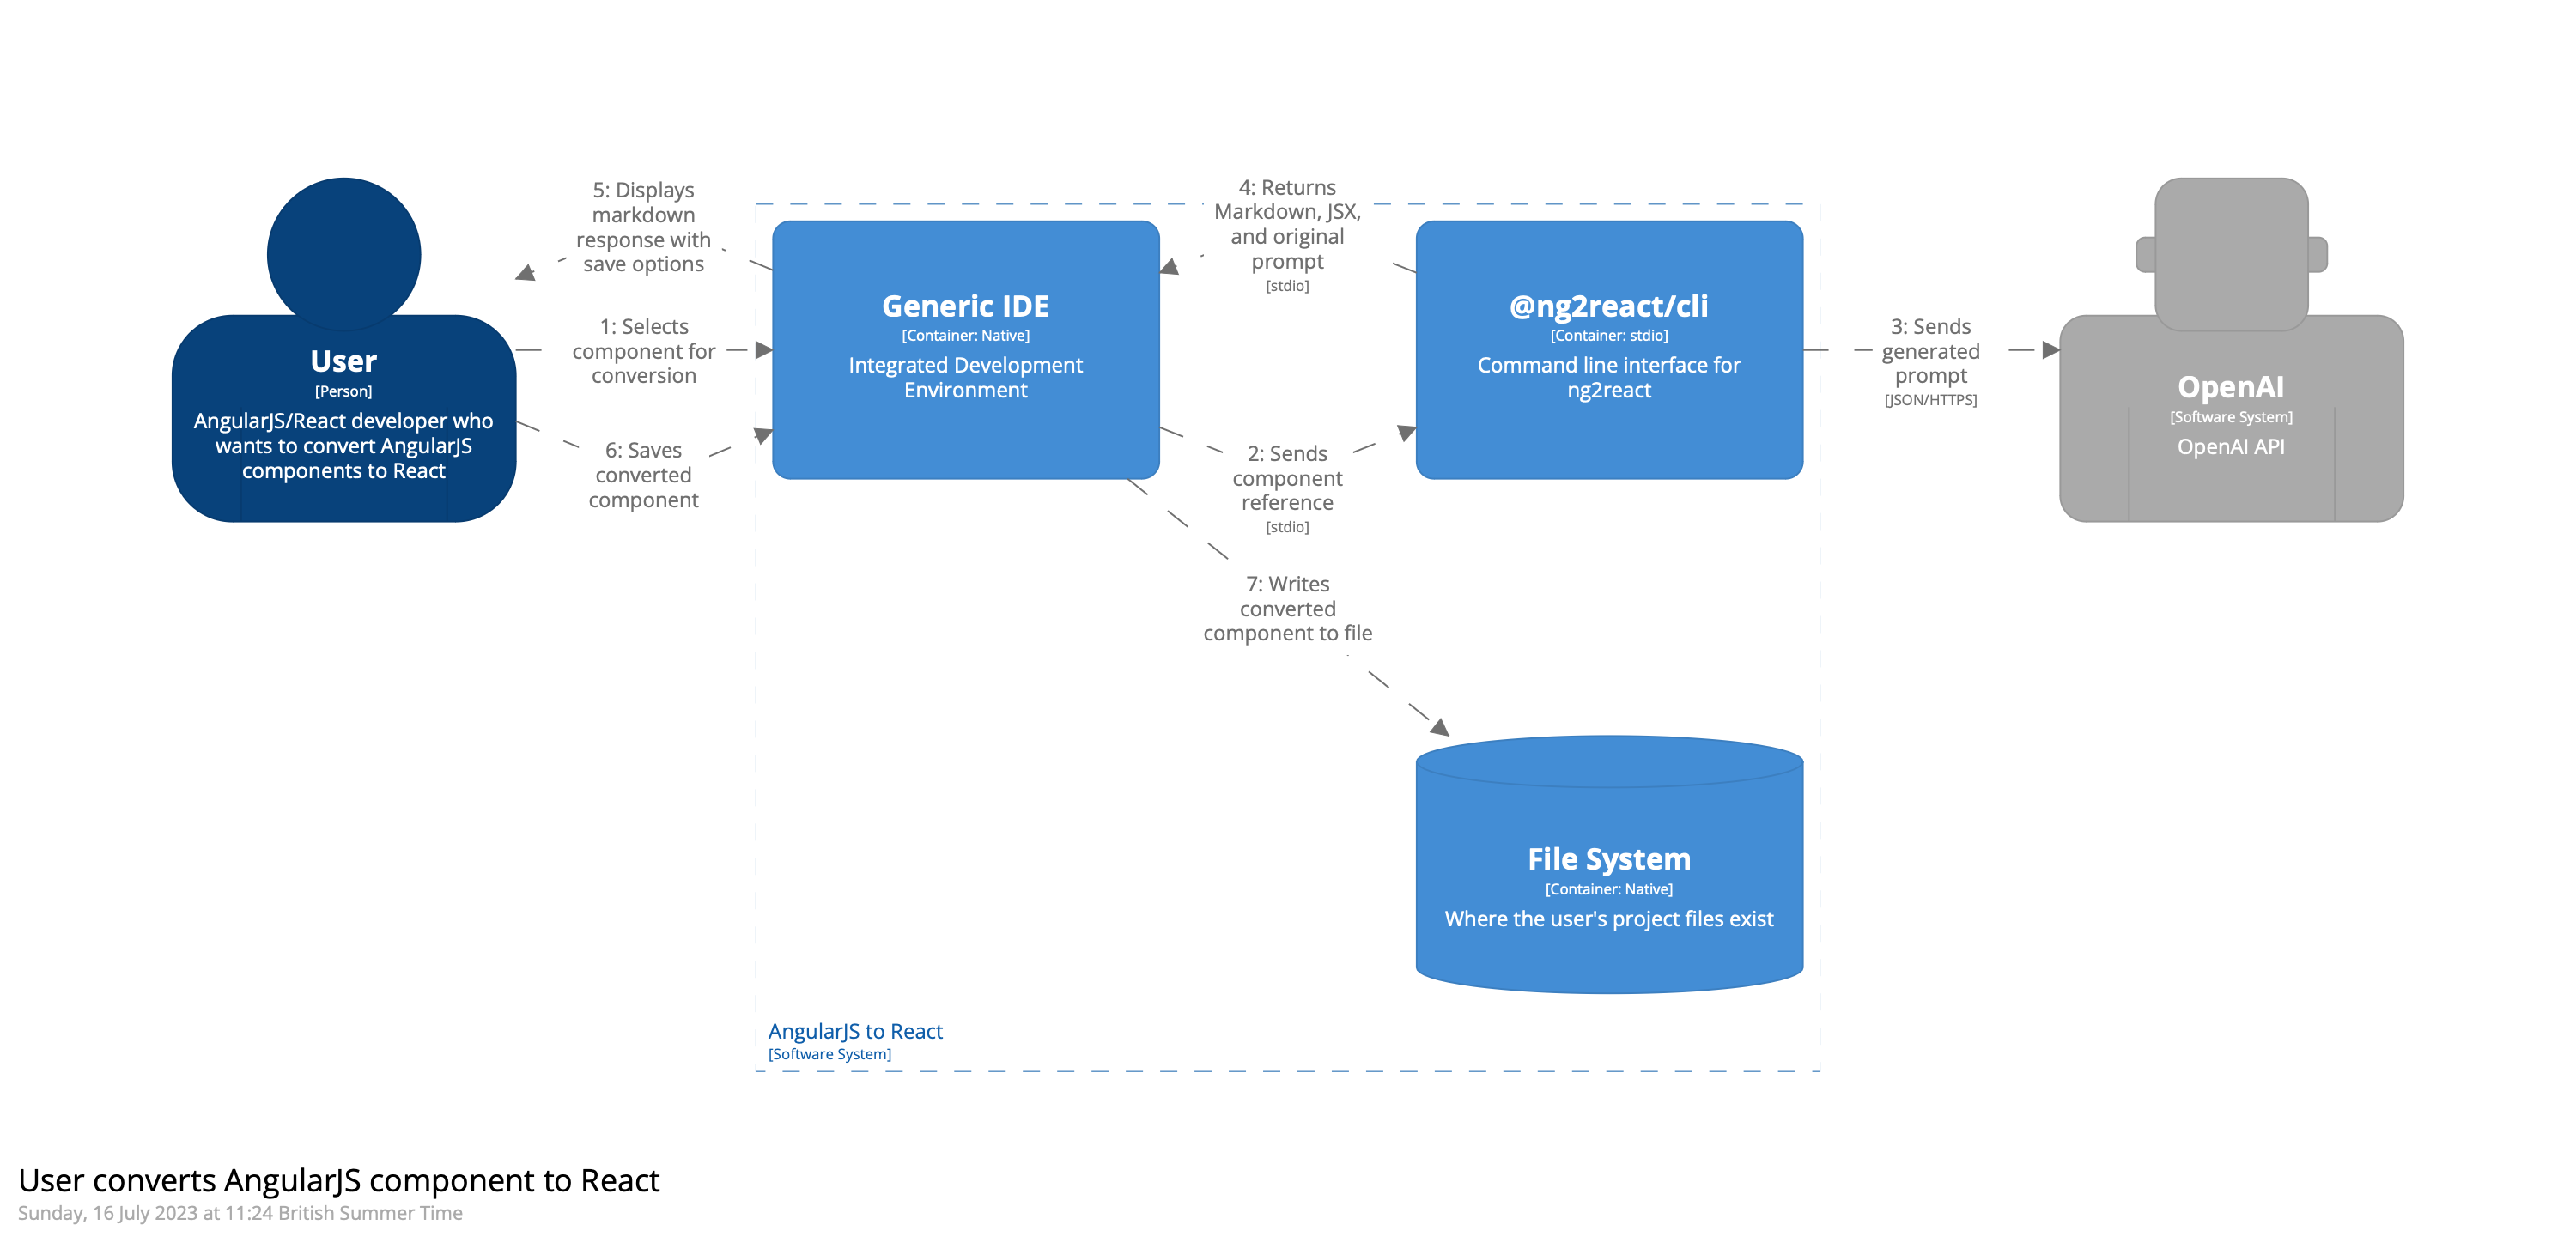 5: Displays
markdown
response with
save options
4: Returns
Markdown, JSX,
and original
prompt
[stdio]
User
[Person]
AngularJS/React developer who
wants to convert AngularJS
components to React
1: Selects
component for
conversion
6: Saves
converted
component
Generic IDE
[Container: Native]
Integrated Development
Environment
@ng2react/cli
[Container: stdio]
Command line interface for
ng2react
3: Sends
generated
prompt
[JSON/HTTPS]
OpenAI
[Software System]
OpenAI API
2: Sends
component
reference
[stdio]
7: Writes
converted
component to file
File System
[Container: Native]
Where the user's project files exist
AngularJS to React
[Software System]
User converts AngularJS component to React
Sunday, 16 July 2023 at 11:24 British Summer Time